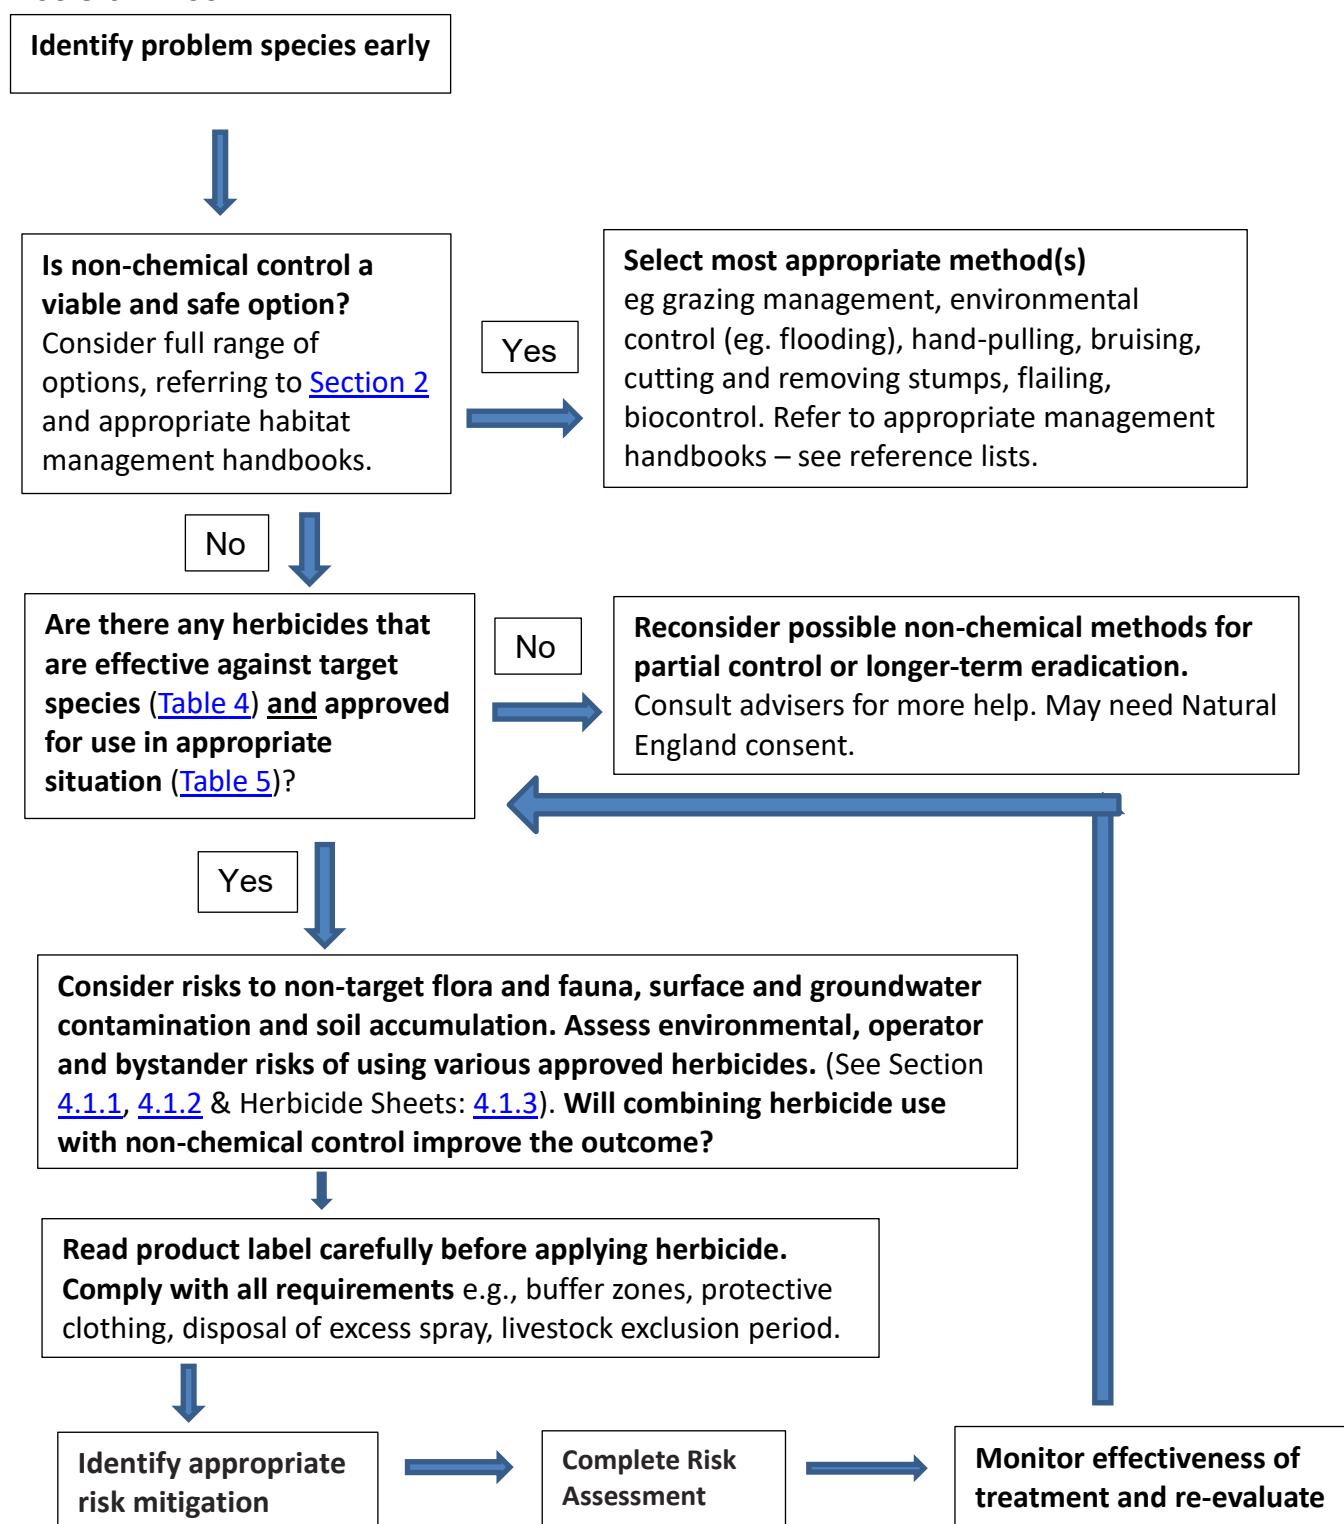 Identify problem species early
Is non-chemical control a
viable and safe option?
Consider full range of
options, referring to Section 2
and appropriate habitat
management handbooks.
Yes
Select most appropriate method(s)
eg grazing management, environmental
control (eg. flooding), hand-pulling, bruising,
cutting and removing stumps, flailing,
biocontrol. Refer to appropriate management
handbooks – see reference lists.
No
Are there any herbicides that
are effective against target
species (Table 4) and approved
for use in appropriate
situation (Table 5)?
No
Reconsider possible non-chemical methods for
partial control or longer-term eradication.
Consult advisers for more help. May need Natural
England consent.
Yes
Consider risks to non-target flora and fauna, surface and groundwater
contamination and soil accumulation. Assess environmental, operator
and bystander risks of using various approved herbicides. (See Section
4.1.1, 4.1.2 & Herbicide Sheets: 4.1.3). Will combining herbicide use
with non-chemical control improve the outcome?
Read product label carefully before applying herbicide.
Comply with all requirements e.g., buffer zones, protective
clothing, disposal of excess spray, livestock exclusion period.
Identify appropriate
risk mitigation
Complete Risk
Assessment
Monitor effectiveness of
treatment and re-evaluate